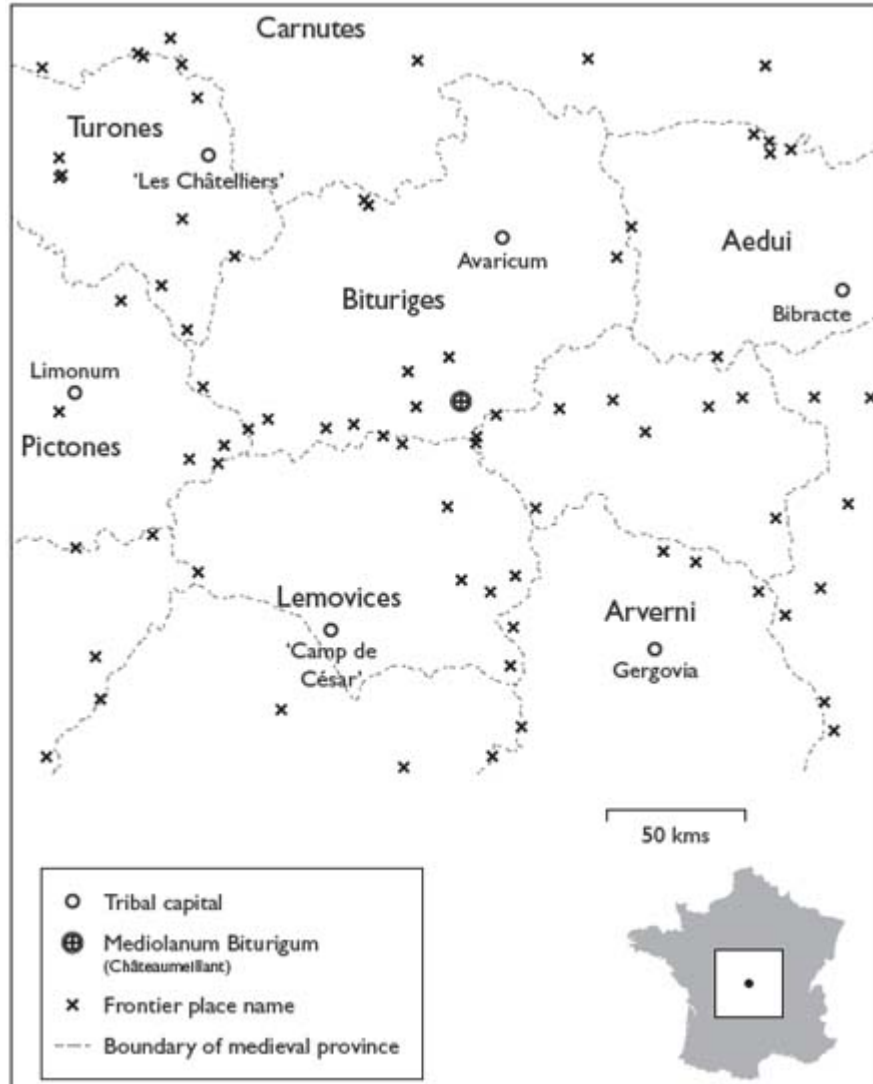 Carnutes
Turones
'Les Châtelliers'
Avaricum
Aedui
Bituriges
Bibracte
Limonum
Pictones
Lemovices
Arverni
'Camp de
César'
Gergovia
50 kms
Tribal capital
Mediolanum Biturigum
(Châteaumeillant)
Frontier place name
Boundary of medieval province